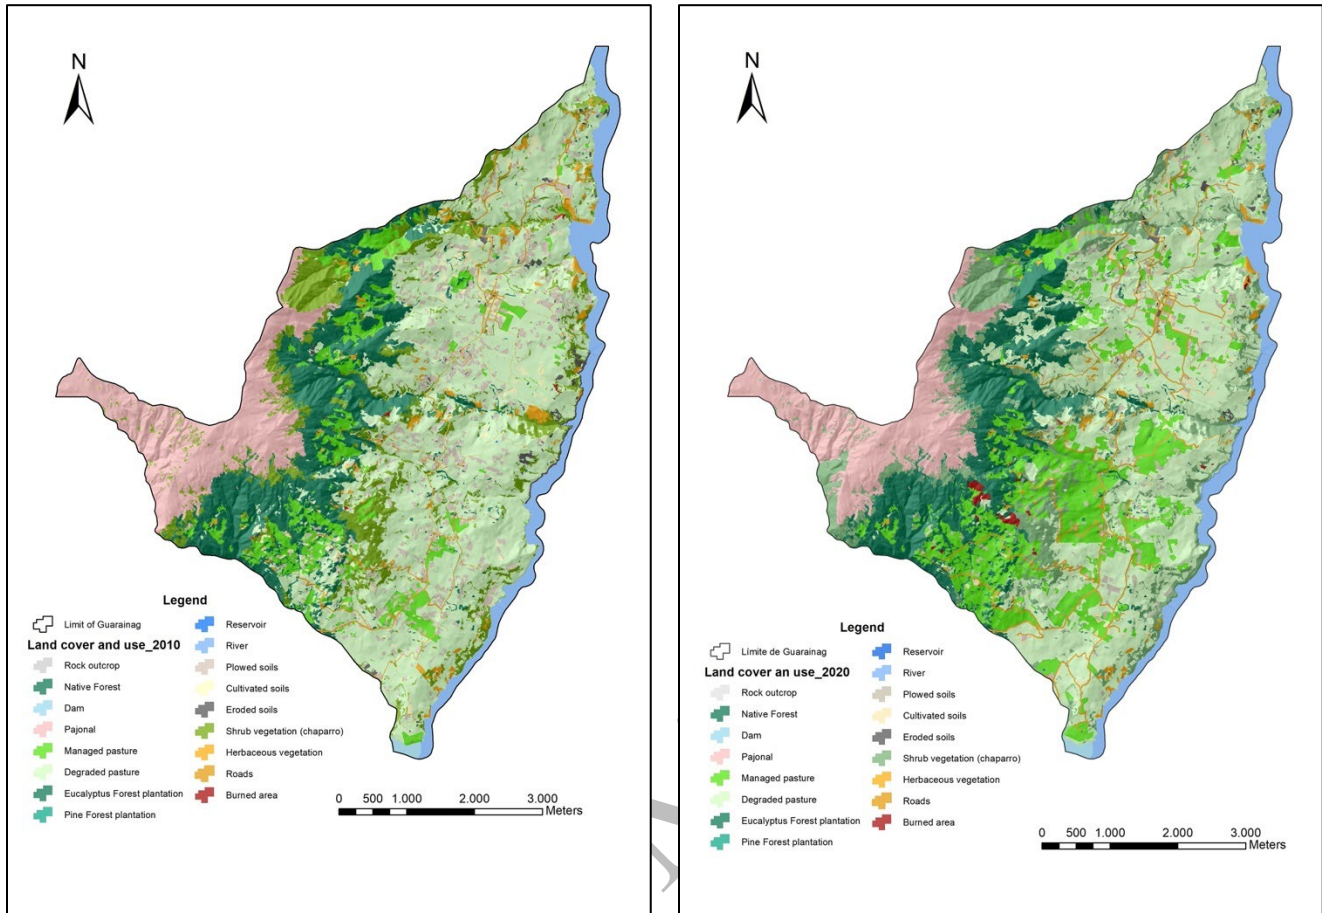 N
Legend
Limit of Guarainag
Land cover and use_2010
Rock outcrop
Native Forest
Dam
Pajonal
Managed pasture
Degraded pasture
Eucalyptus Forest plantation
Pine Forest plantation
Reservoir
River
Plowed soils
Cultivated soils
Eroded soils
Shrub vegetation (chaparro)
Herbaceous vegetation
Roads
Burned area
0 500 1.000 2.000 3.000
Meters
N
Legend
Límite de Guarainag
Land cover an use_2020
Rock outcrop
Native Forest
Dam
Pajonal
Managed pasture
Degraded pasture
Eucalyptus Forest plantation
Pine Forest plantation
Reservoir
River
Plowed soils
Cultivated soils
Eroded soils
Shrub vegetation (chaparro)
Herbaceous vegetation
Roads
Burned area
0 500 1.000 2.000 3.000
Meters